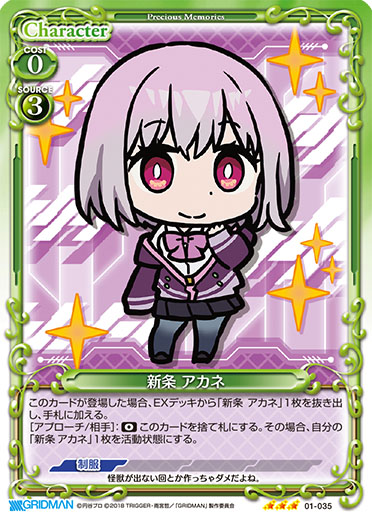 Precious Memories
Character
COST
0
SOURCE
3
新条 アカネ
このカードが登場した場合、EXデッキから「新条 アカネ」1枚を抜き出
し、手札に加える。
[アプローチ/相手]:0このカードを捨て札にする。その場合、自分の
「新条 アカネ」1枚を活動状態にする。
制服
怪獣が出ない回とか作っちゃダメだよね。
GRIDMAN
©円谷プロ ©2018 TRIGGER・雨宮哲/「GRIDMAN」製作委員会
01-035